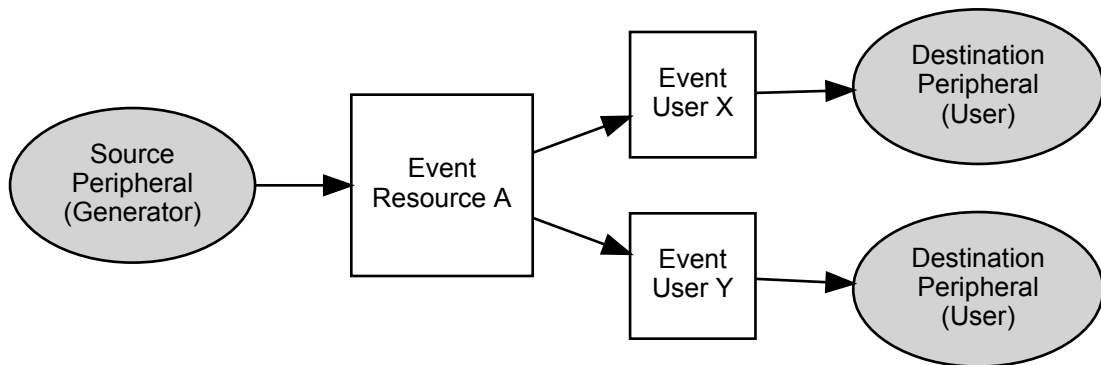 Source
Peripheral
(Generator)
Event
Resource A
Event
User X
Destination
Peripheral
(User)
Event
User Y
Destination
Peripheral
(User)